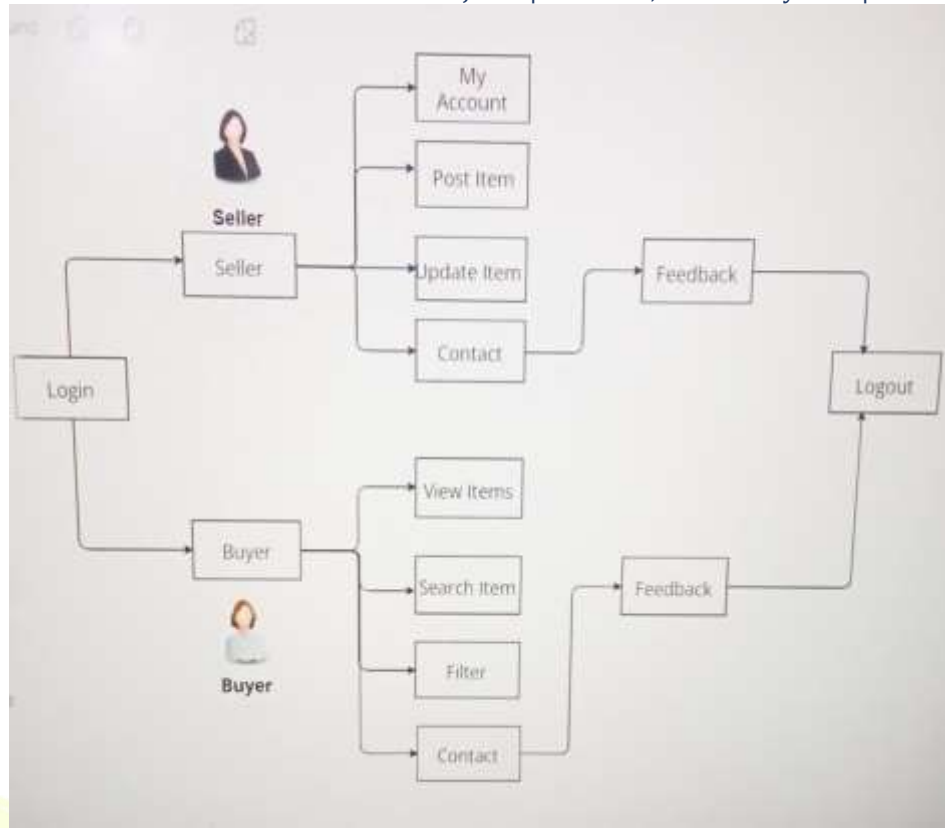 My
Account
Post Item
Seller
Seller
Update Item
Feedback
Contact
Login
Logout
View Items
Buyer
Search Item
Feedback
Buyer
Filter
Contact